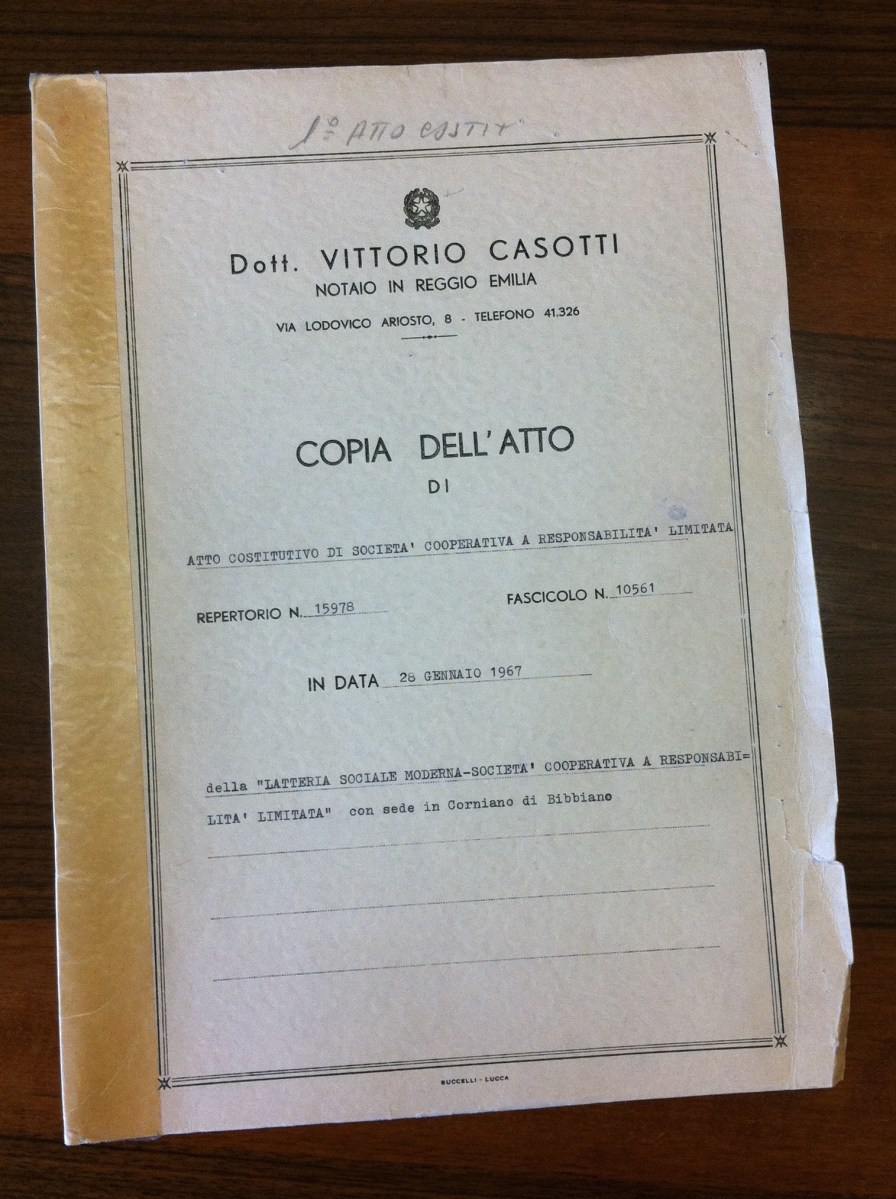 1º ATTO COSTIT
Dott. VITTORIO CASOTTI
NOTAIO IN REGGIO EMILIA
VIA LODOVICO ARIOSTO, 8 - TELEFONO 41.326
COPIA DELL'ATTO
DI
ATTO COSTITUTIVO DI SOCIETA' COOPERATIVA A RESPONSABILITA' LIMITATA
REPERTORIO N. 15978 FASCICOLO N. 10561
IN DATA 28 GENNAIO 1967
della "LATTERIA SOCIALE MODERNA-SOCIETA' COOPERATIVA A RESPONSABI=
LITA' LIMITATA" con sede in Corniano di Bibbiano
BUCCELLI - LUCCA